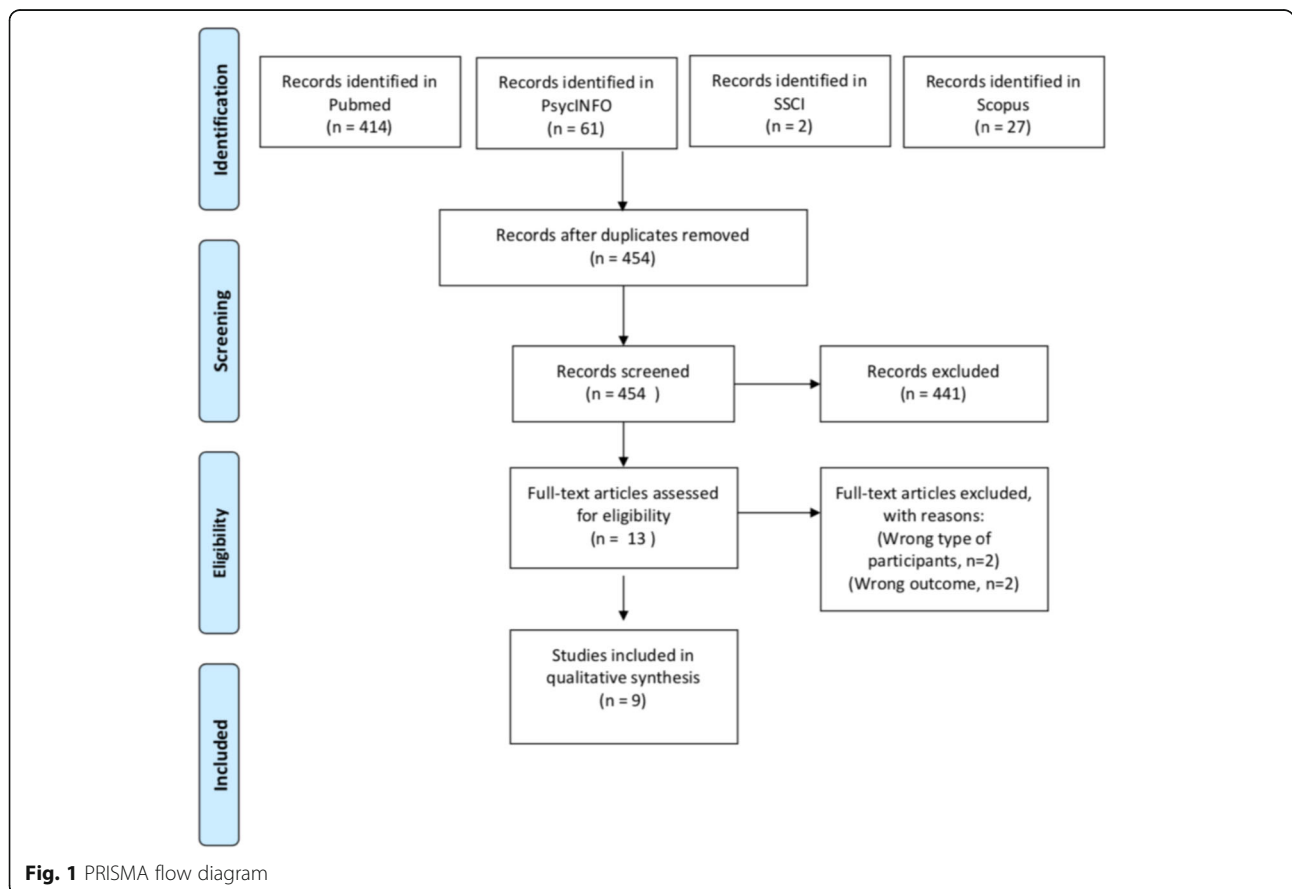 Identification
Records identified in
Pubmed
(n = 414)
Records identified in
PsycINFO
(n = 61)
Records identified in
SSCI
(n = 2)
Records identified in
Scopus
(n = 27)
Records after duplicates removed
(n = 454)
Screening
Records screened
(n = 454 )
Records excluded
(n = 441)
Eligibility
Full-text articles assessed
for eligibility
(n = 13 )
Full-text articles excluded,
with reasons:
(Wrong type of
participants, n=2)
(Wrong outcome, n=2)
Included
Studies included in
qualitative synthesis
(n = 9)
Fig. 1 PRISMA flow diagram